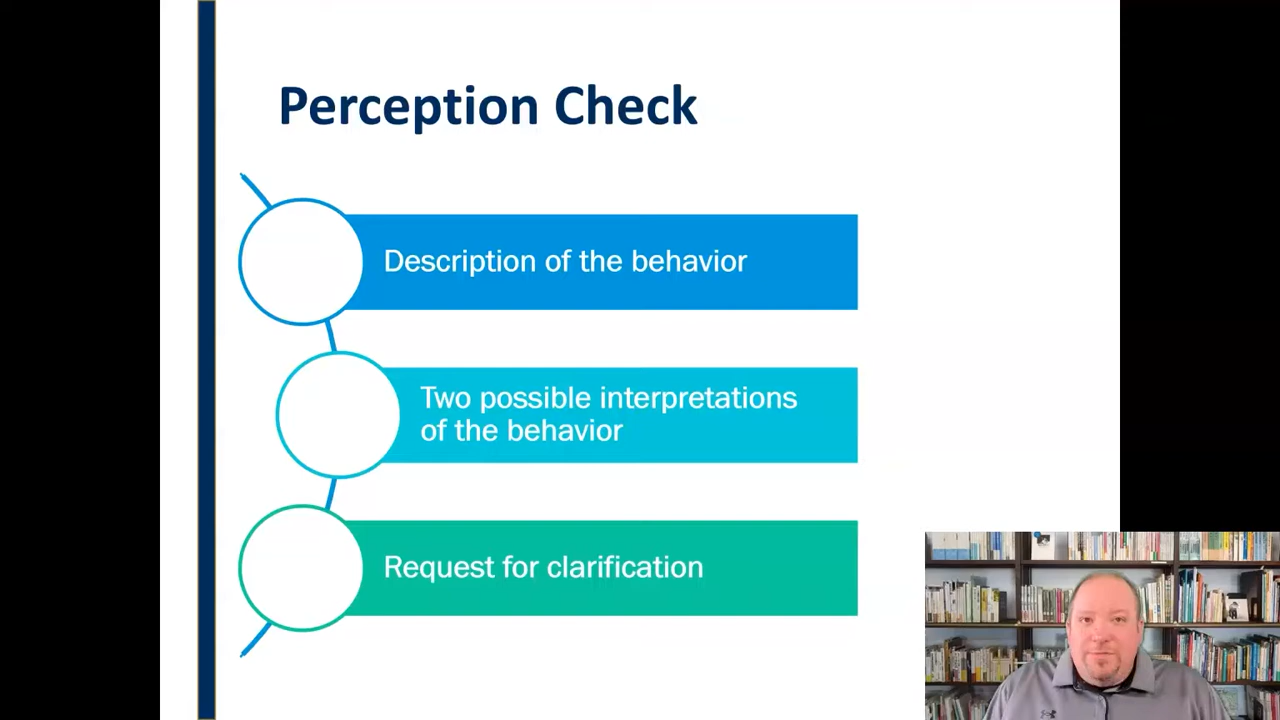 Perception Check
Description of the behavior
Two possible interpretations
of the behavior
Request for clarification